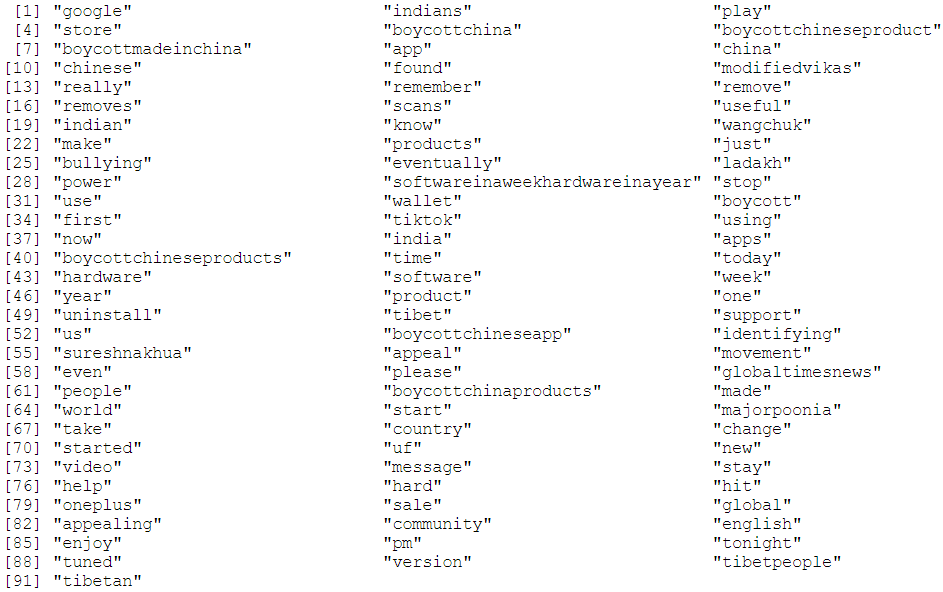 [1] "google" "indians" "play"
[4] "store" "boycottchina" "boycottchineseproduct"
[7] "boycottmadeinchina" "app" "china"
[10] "chinese" "found" "modifiedvikas"
[13] "really" "remember" "remove"
[16] "removes" "scans" "useful"
[19] "indian" "know" "wangchuk"
[22] "make" "products" "just"
[25] "bullying" "eventually" "ladakh"
[28] "power" "softwareinaweekhardwareinayear" "stop"
[31] "use" "wallet" "boycott"
[34] "first" "tiktok" "using"
[37] "now" "india" "apps"
[40] "boycottchineseproducts" "time" "today"
[43] "hardware" "software" "week"
[46] "year" "product" "one"
[49] "uninstall" "tibet" "support"
[52] "us" "boycottchineseapp" "identifying"
[55] "sureshnakhua" "appeal" "movement"
[58] "even" "please" "globaltimesnews"
[61] "people" "boycottchinaproducts" "made"
[64] "world" "start" "majorpoonia"
[67] "take" "country" "change"
[70] "started" "uf" "new"
[73] "video" "message" "stay"
[76] "help" "hard" "hit"
[79] "oneplus" "sale" "global"
[82] "appealing" "community" "english"
[85] "enjoy" "pm" "tonight"
[88] "tuned" "version" "tibetpeople"
[91] "tibetan"